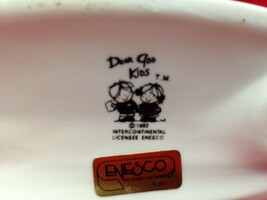 Dear God
Kids T.M.
© 1982
INTERCONTINENTAL
LICENSEE ENESCO
ENESCO